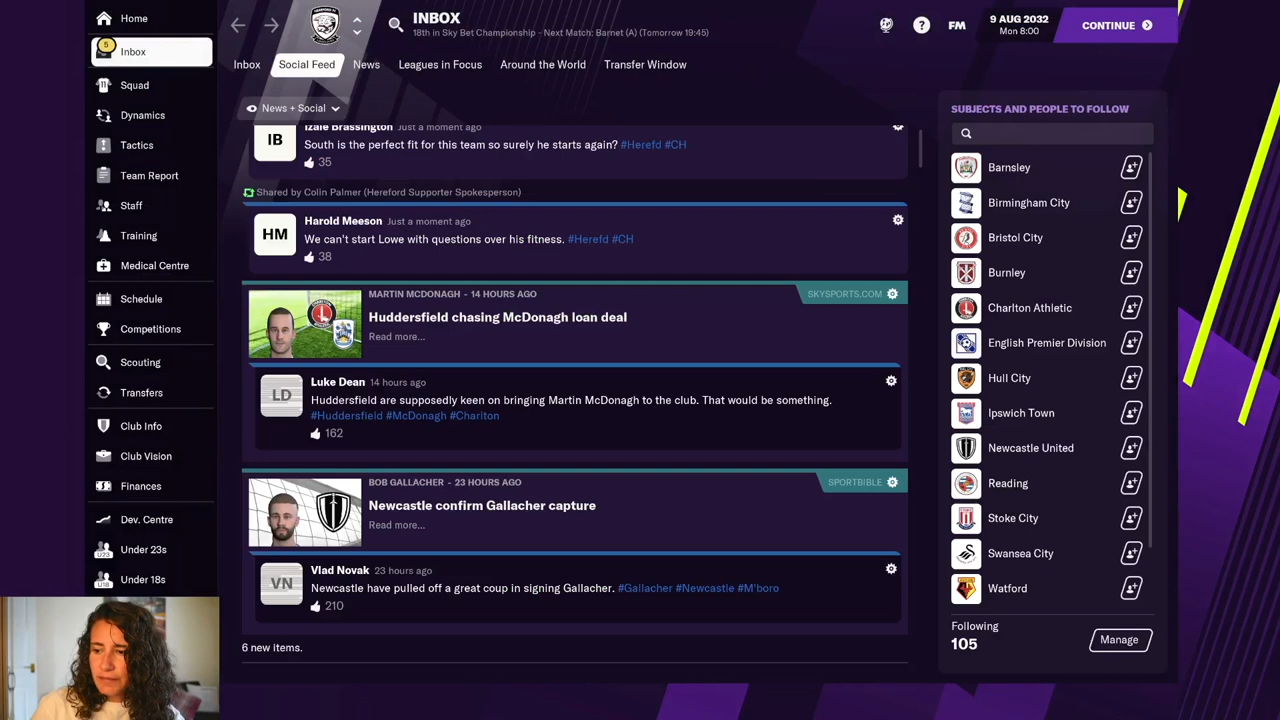 Home
Inbox
5
Squad
Dynamics
Tactics
Team Report
Staff
Training
Medical Centre
Schedule
Competitions
Scouting
Transfers
Club Info
Club Vision
Finances
Dev. Centre
Under 23s
U23
Under 18s
U18
INBOX
18th in Sky Bet Championship - Next Match: Barnet (A) (Tomorrow 19:45)
?
FM
9 AUG 2032
Mon 8:00
CONTINUE
Inbox
Social Feed
News
Leagues in Focus
Around the World
Transfer Window
News + Social
IB
Izale Brassington Just a moment ago
South is the perfect fit for this team so surely he starts again? #Herefd #CH
35
Shared by Colin Palmer (Hereford Supporter Spokesperson)
HM
Harold Meeson Just a moment ago
We can't start Lowe with questions over his fitness. #Herefd #CH
38
MARTIN MCDONAGH - 14 HOURS AGO
SKYSPORTS.COM
Huddersfield chasing McDonagh loan deal
Read more...
LD
Luke Dean 14 hours ago
Huddersfield are supposedly keen on bringing Martin McDonagh to the club. That would be something.
#Huddersfield #McDonagh #Charlton
162
BOB GALLACHER - 23 HOURS AGO
SPORTBIBLE
Newcastle confirm Gallacher capture
Read more...
VN
Vlad Novak 23 hours ago
Newcastle have pulled off a great coup in signing Gallacher. #Gallacher #Newcastle #M'boro
210
6 new items.
SUBJECTS AND PEOPLE TO FOLLOW
Barnsley
Birmingham City
Bristol City
Burnley
Charlton Athletic
English Premier Division
Hull City
Ipswich Town
Newcastle United
Reading
Stoke City
Swansea City
Watford
Following
105
Manage